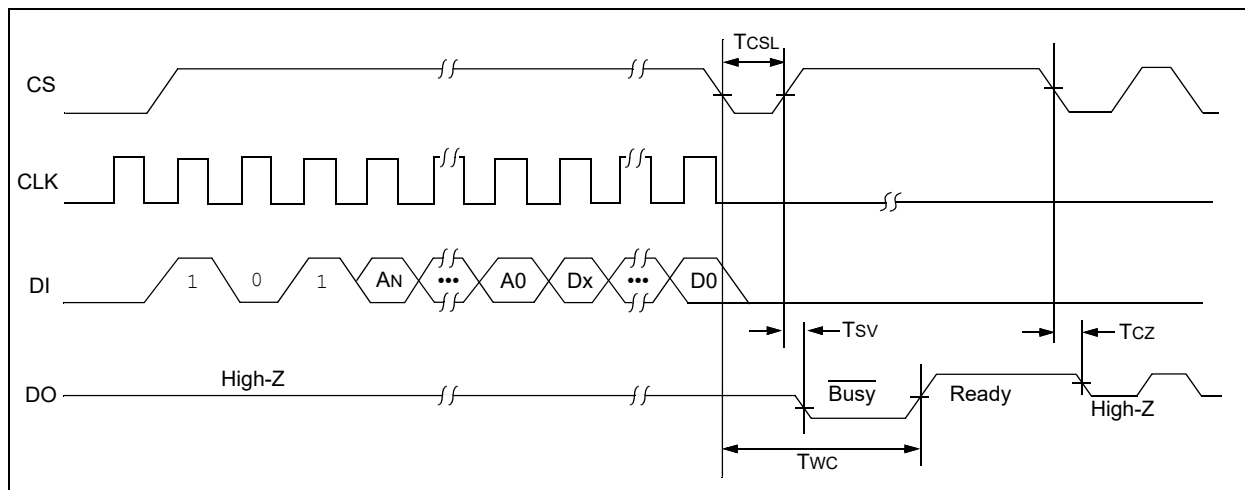 TCSL
CS
CLK
DI
1 0 1 AN ••• A0 Dx ••• D0
TSV
TCZ
High-Z
DO
Busy
Ready
High-Z
TWC